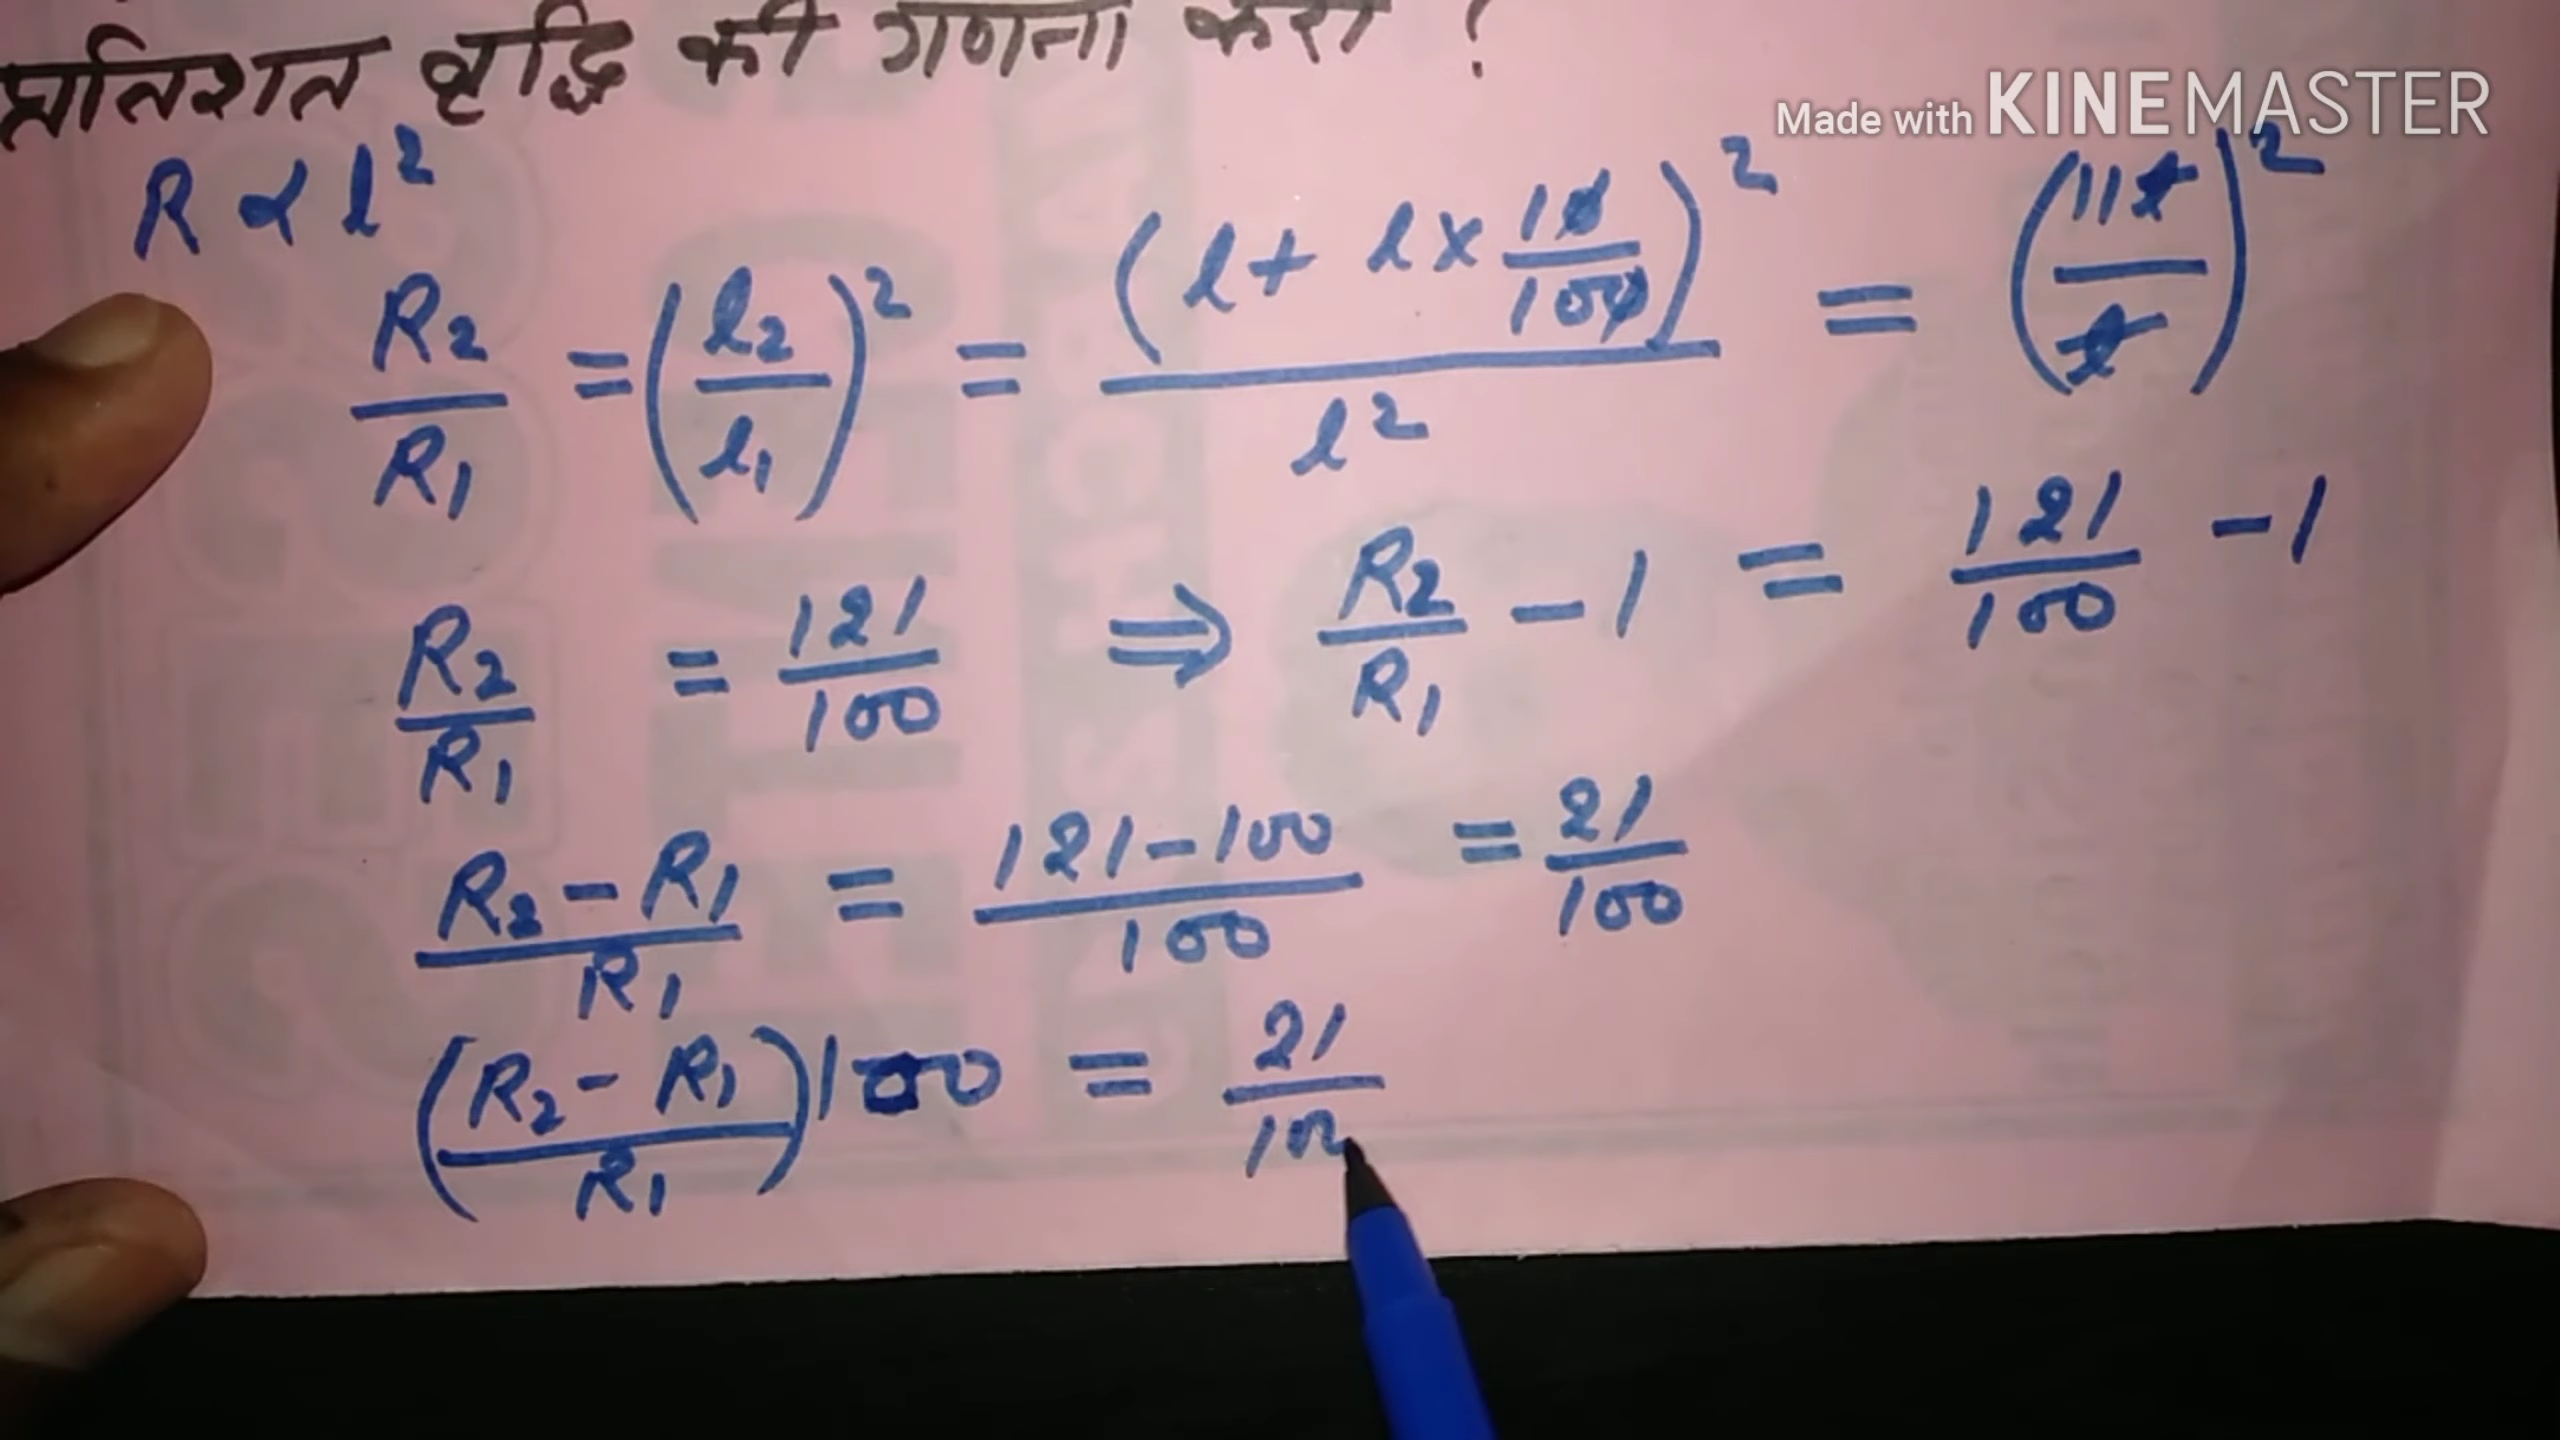 प्रतिशत वृद्धि की गणना करो ?
Made with KINEMASTER
R ∝ l²
R₂/R₁ = (l₂/l₁)² = (l + l × 10/100)²/l² = (11l/l)²
R₂/R₁ = 121/100 ⇒ R₂/R₁ - 1 = 121/100 - 1
R₂ - R₁/R₁ = 121 - 100/100 = 21/100
(R₂ - R₁/R₁)100 = 21/10